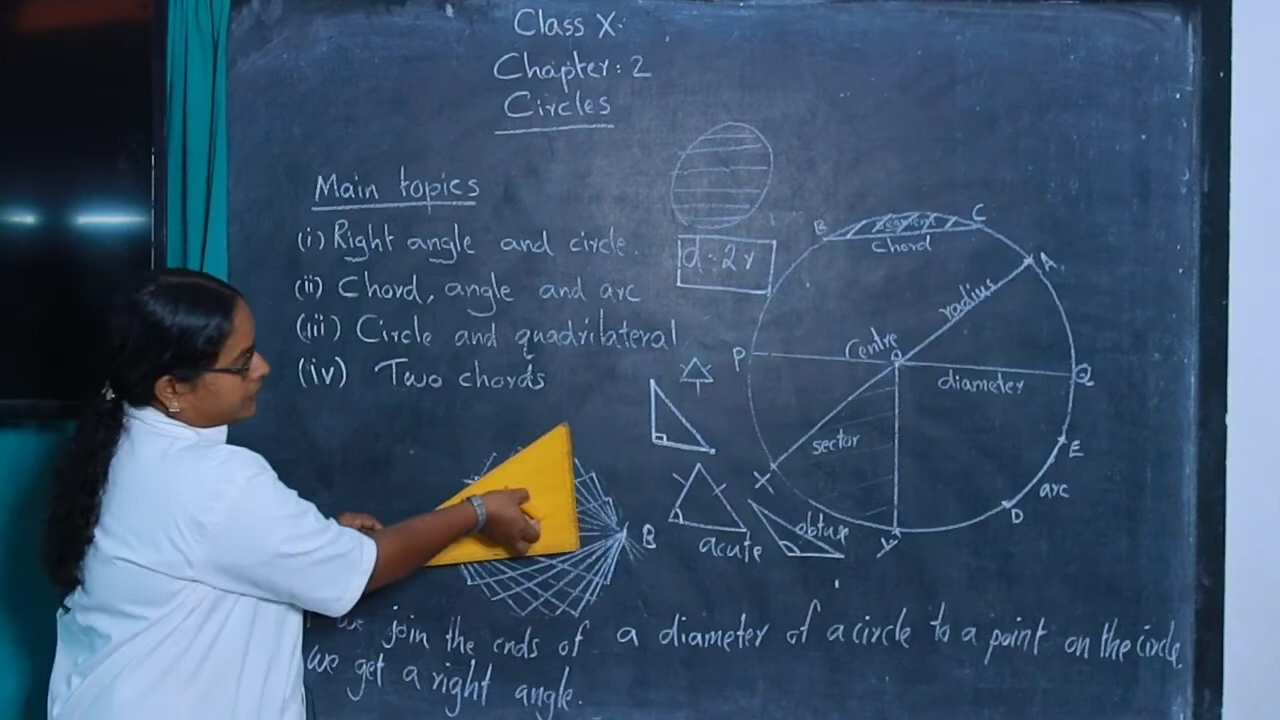 Class X.
Chapter: 2
Circles
Main topics
(i) Right angle and circle.
(ii) Chord, angle and arc
(iii) Circle and quadrilateral
(iv) Two chords
d = 2r
B
segment
C
chord
A
radius
P
Centre
O
Q
diameter
sector
E
X
arc
D
Y
B
acute
obtuse
we join the ends of a diameter of a circle to a point on the circle,
we get a right angle.